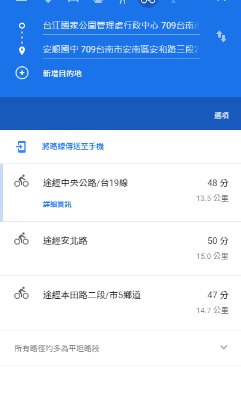 台江國家公園管理處行政中心 709台南市
安順國中 709台南市安南區安和路三段2
新增目的地
選項
將路線傳送至手機
途經中央公路/台19線 48 分
13.5 公里
詳細資訊
途經安北路 50 分
15.0 公里
途經本田路二段/市5鄉道 47 分
14.7 公里
所有路徑均多為平坦路段